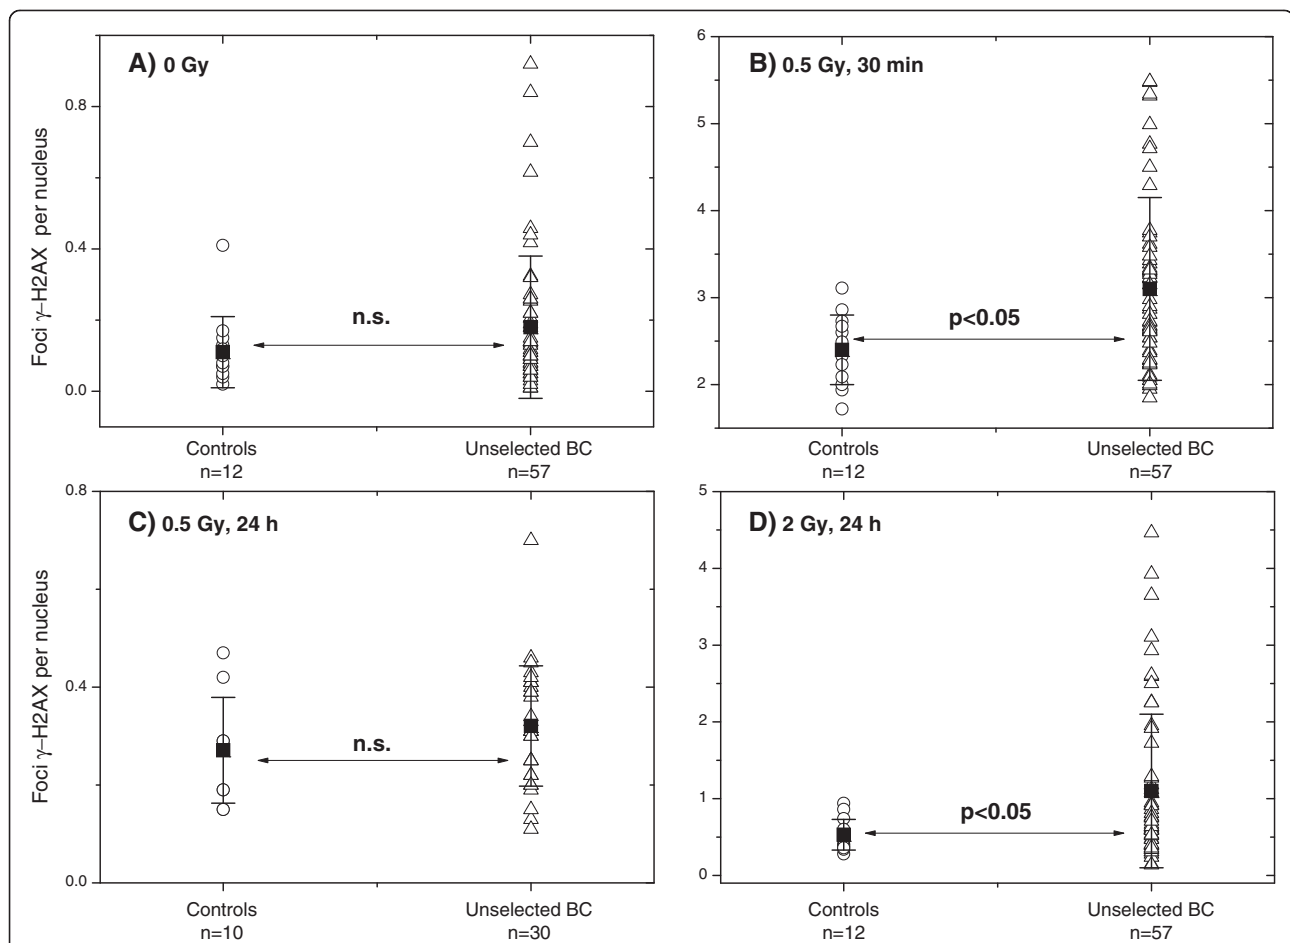 A) 0 Gy
Foci γ–H2AX per nucleus
0.8
0.4
0.0
n.s.
Controls
n=12
Unselected BC
n=57
B) 0.5 Gy, 30 min
6
5
4
3
2
p<0.05
Controls
n=12
Unselected BC
n=57
C) 0.5 Gy, 24 h
Foci γ–H2AX per nucleus
0.8
0.4
0.0
n.s.
Controls
n=10
Unselected BC
n=30
D) 2 Gy, 24 h
5
4
3
2
1
0
p<0.05
Controls
n=12
Unselected BC
n=57